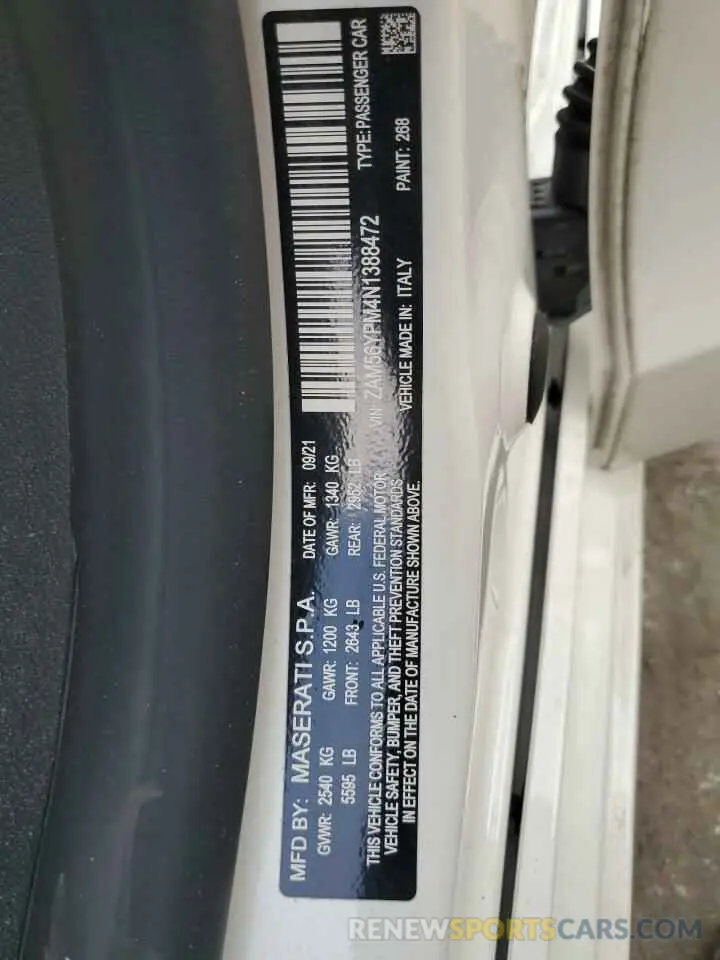 MFD BY: MASERATI S.P.A. DATE OF MFR: 09/21
GVWR: 2540 KG GAWR: 1200 KG GAWR: 1340 KG
5595 LB FRONT: 2643 LB REAR: 2952 LB
THIS VEHICLE CONFORMS TO ALL APPLICABLE U.S. FEDERAL MOTOR
VEHICLE SAFETY, BUMPER, AND THEFT PREVENTION STANDARDS
IN EFFECT ON THE DATE OF MANUFACTURE SHOWN ABOVE.
VIN: ZAM56YPM4N1388472 TYPE: PASSENGER CAR
VEHICLE MADE IN: ITALY PAINT: 268
RENEWSPORTSCARS.COM